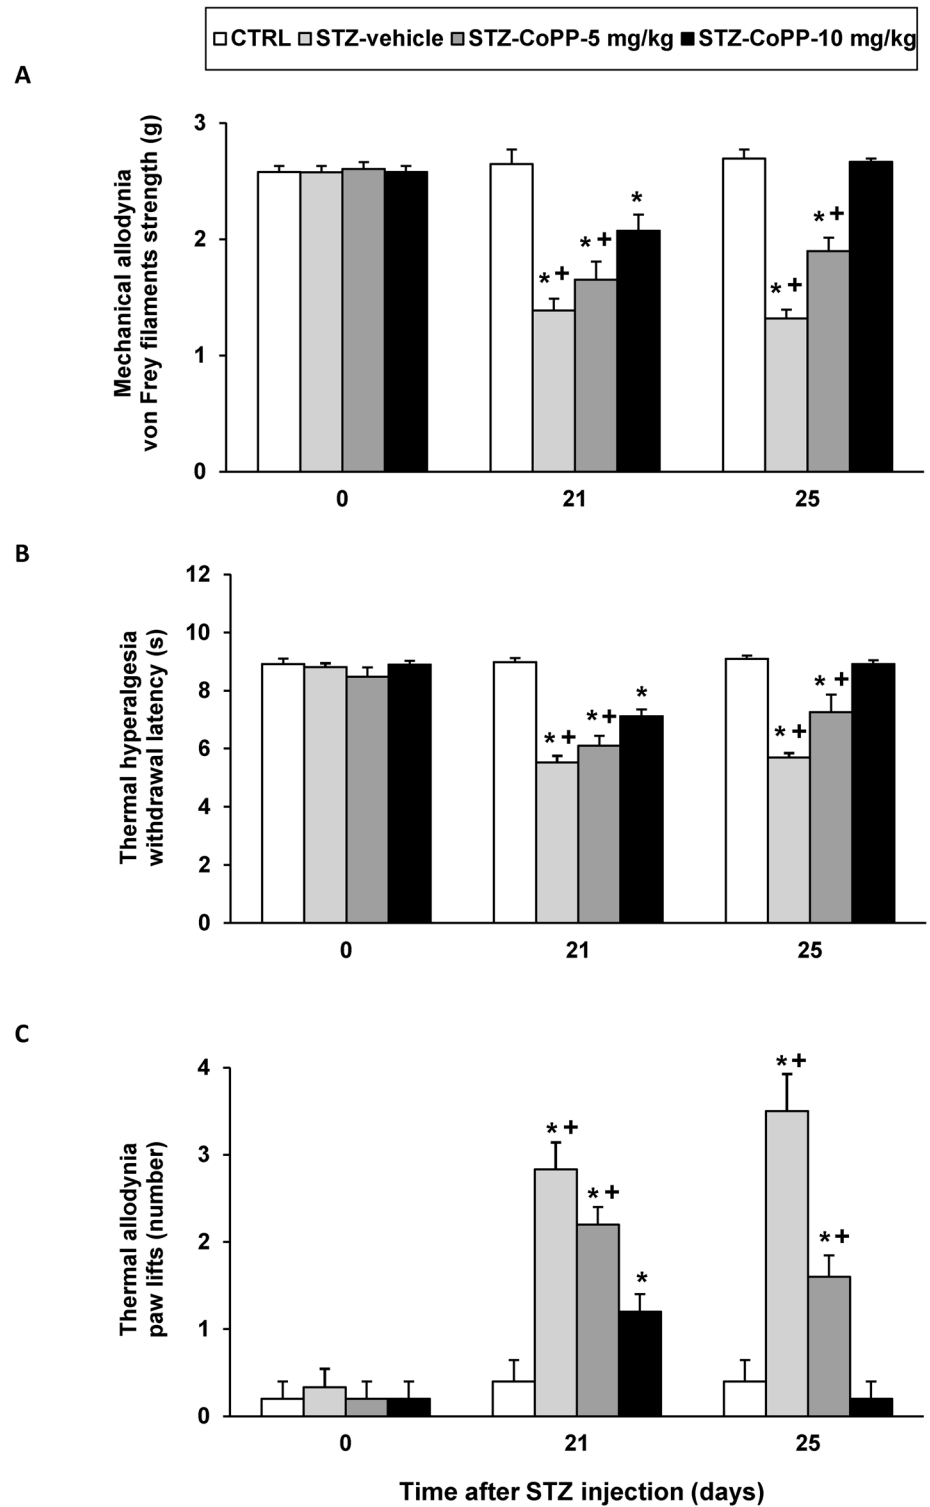 CTRL STZ-vehicle STZ-CoPP-5 mg/kg STZ-CoPP-10 mg/kg
A
Mechanical allodynia
von Frey filaments strength (g)
3
2
1
0
* +
* +
*
* +
* +
0 21 25
B
Thermal hyperalgesia
withdrawal latency (s)
12
10
8
6
4
2
0
* +
* +
*
* +
* +
0 21 25
C
Thermal allodynia
paw lifts (number)
4
3
2
1
0
* +
* +
*
* +
* +
0 21 25
Time after STZ injection (days)